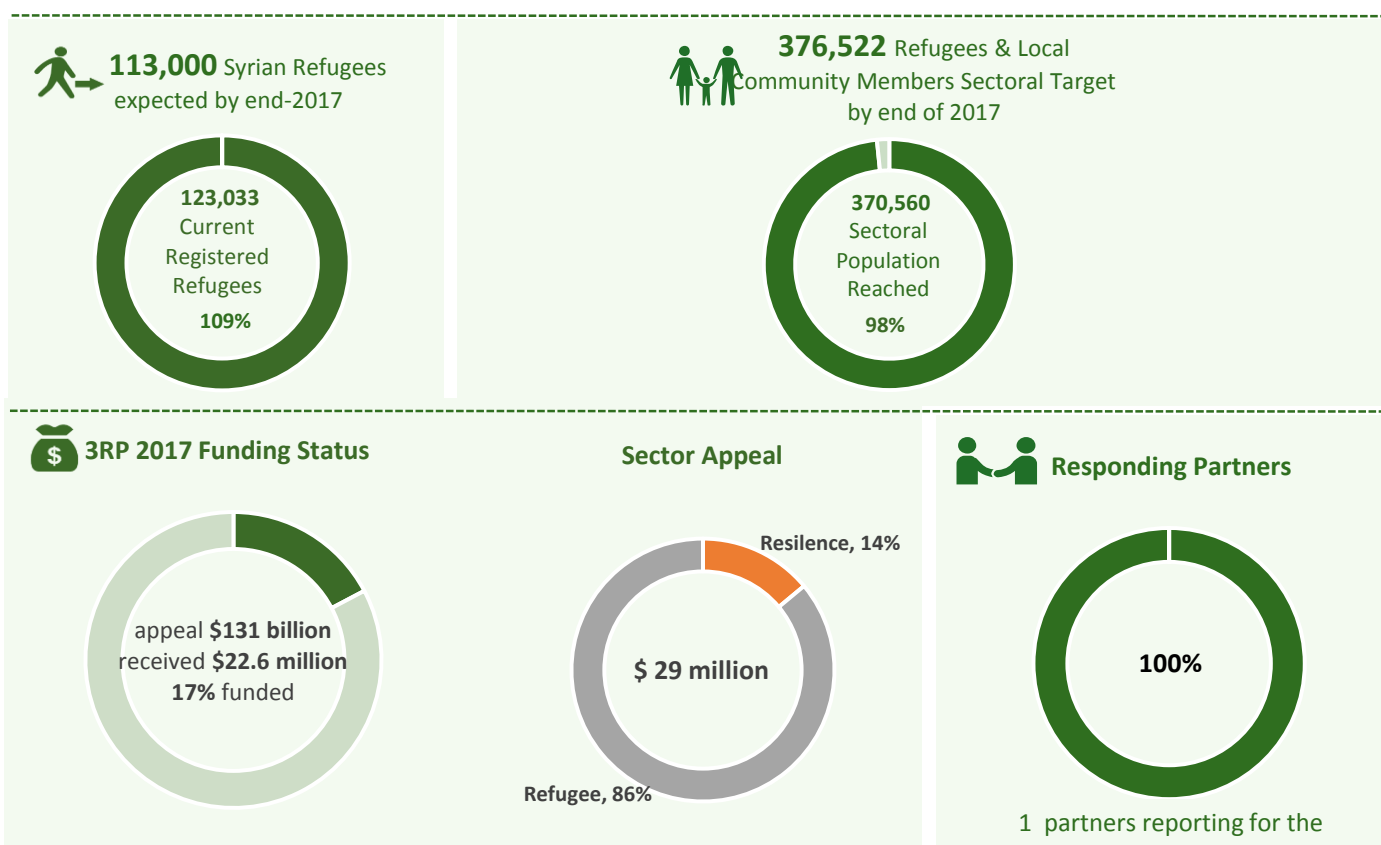 113,000 Syrian Refugees
expected by end-2017
123,033
Current
Registered
Refugees
109%
376,522 Refugees & Local
Community Members Sectoral Target
by end of 2017
370,560
Sectoral
Population
Reached
98%
$
3RP 2017 Funding Status
appeal $131 billion
received $22.6 million
17% funded
Sector Appeal
Resilence, 14%
$ 29 million
Refugee, 86%
Responding Partners
100%
1 partners reporting for the